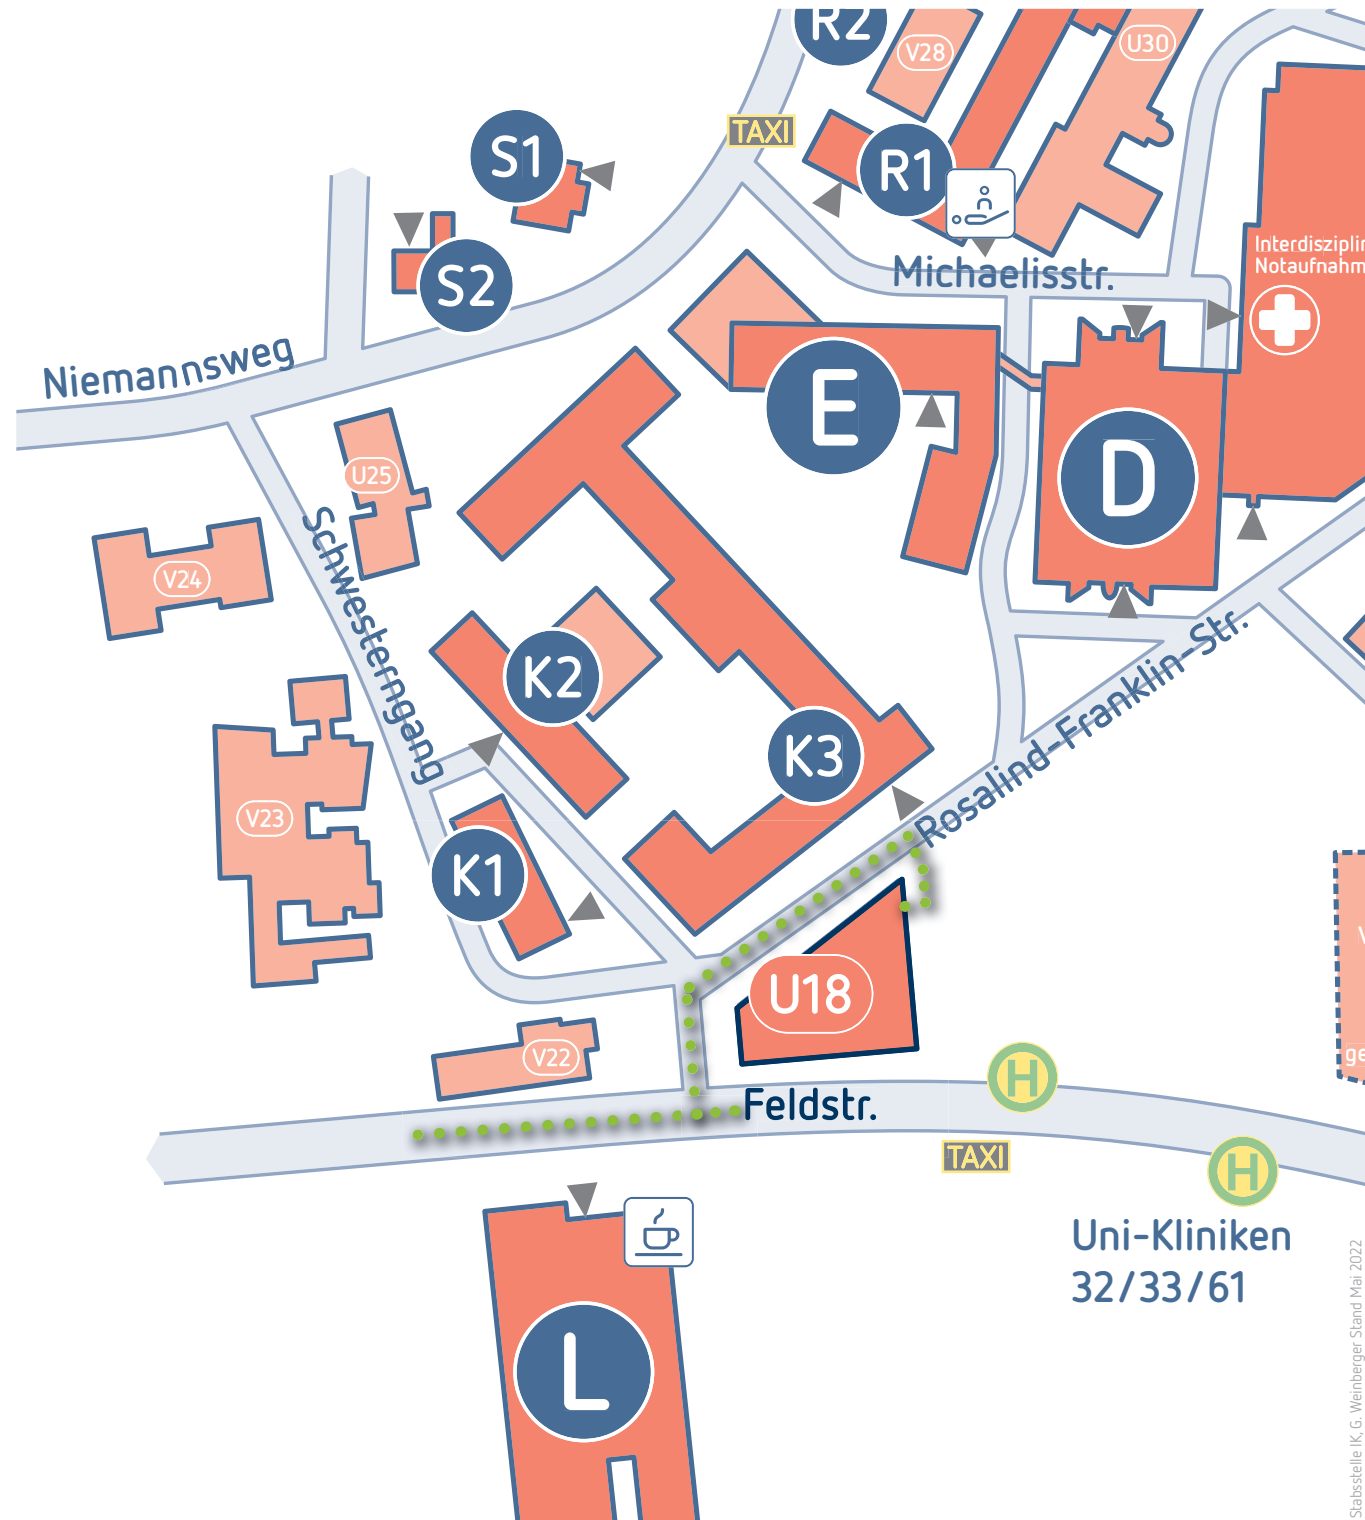 R2
V28
U30
TAXI
S1
R1
Interdisziplin
Notaufnahm
Michaelisstr.
S2
Niemannsweg
E
D
U25
Schwesterngang
V24
Rosalind-Franklin-Str.
K2
K3
V23
K1
U18
V22
ge
H
Feldstr.
TAXI
H
Uni-Kliniken
32/33/61
L
Stabsstelle IK, G. Weinberger Stand Mai 2022